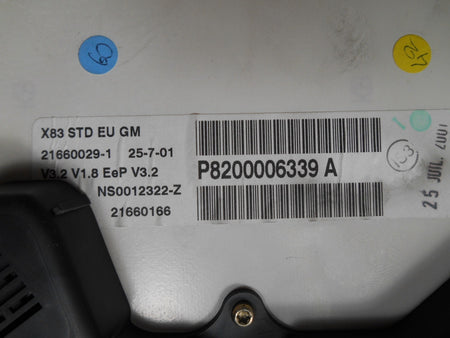 X83 STD EU GM
21660029-1 25-7-01
V3.2 V1.8 EeP V3.2
NS0012322-Z
21660166
P8200006339 A
25 JUIL. 2001